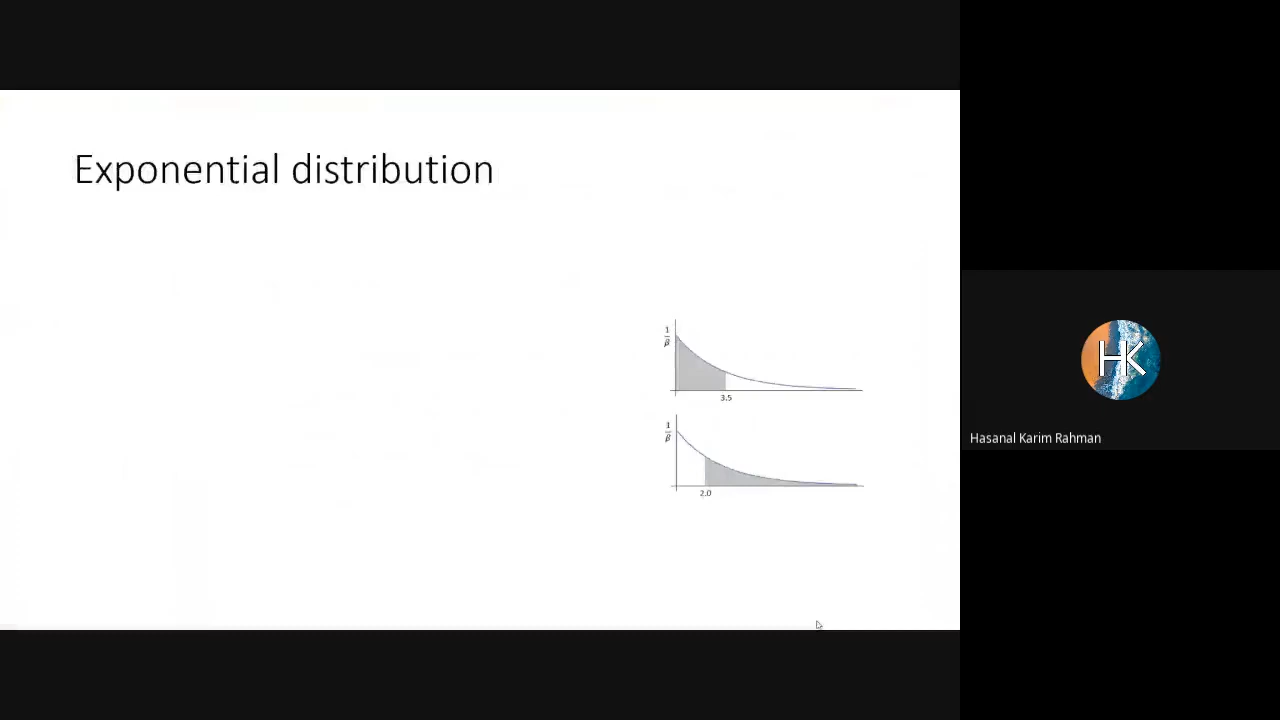 Exponential distribution
1
β
3.5
1
β
2.0
HK
Hasanal Karim Rahman